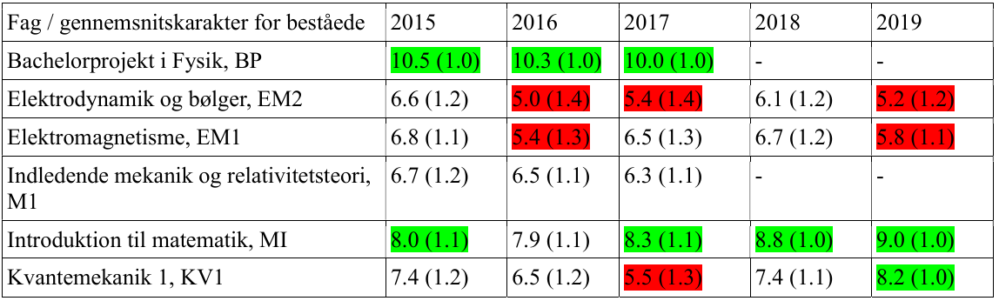 Fag / gennemsnitskarakter for beståede 2015 2016 2017 2018 2019
Bachelorprojekt i Fysik, BP 10.5 (1.0) 10.3 (1.0) 10.0 (1.0) - -
Elektrodynamik og bølger, EM2 6.6 (1.2) 5.0 (1.4) 5.4 (1.4) 6.1 (1.2) 5.2 (1.2)
Elektromagnetisme, EM1 6.8 (1.1) 5.4 (1.3) 6.5 (1.3) 6.7 (1.2) 5.8 (1.1)
Indledende mekanik og relativitetsteori, 6.7 (1.2) 6.5 (1.1) 6.3 (1.1) - -
M1
Introduktion til matematik, MI 8.0 (1.1) 7.9 (1.1) 8.3 (1.1) 8.8 (1.0) 9.0 (1.0)
Kvantemekanik 1, KV1 7.4 (1.2) 6.5 (1.2) 5.5 (1.3) 7.4 (1.1) 8.2 (1.0)